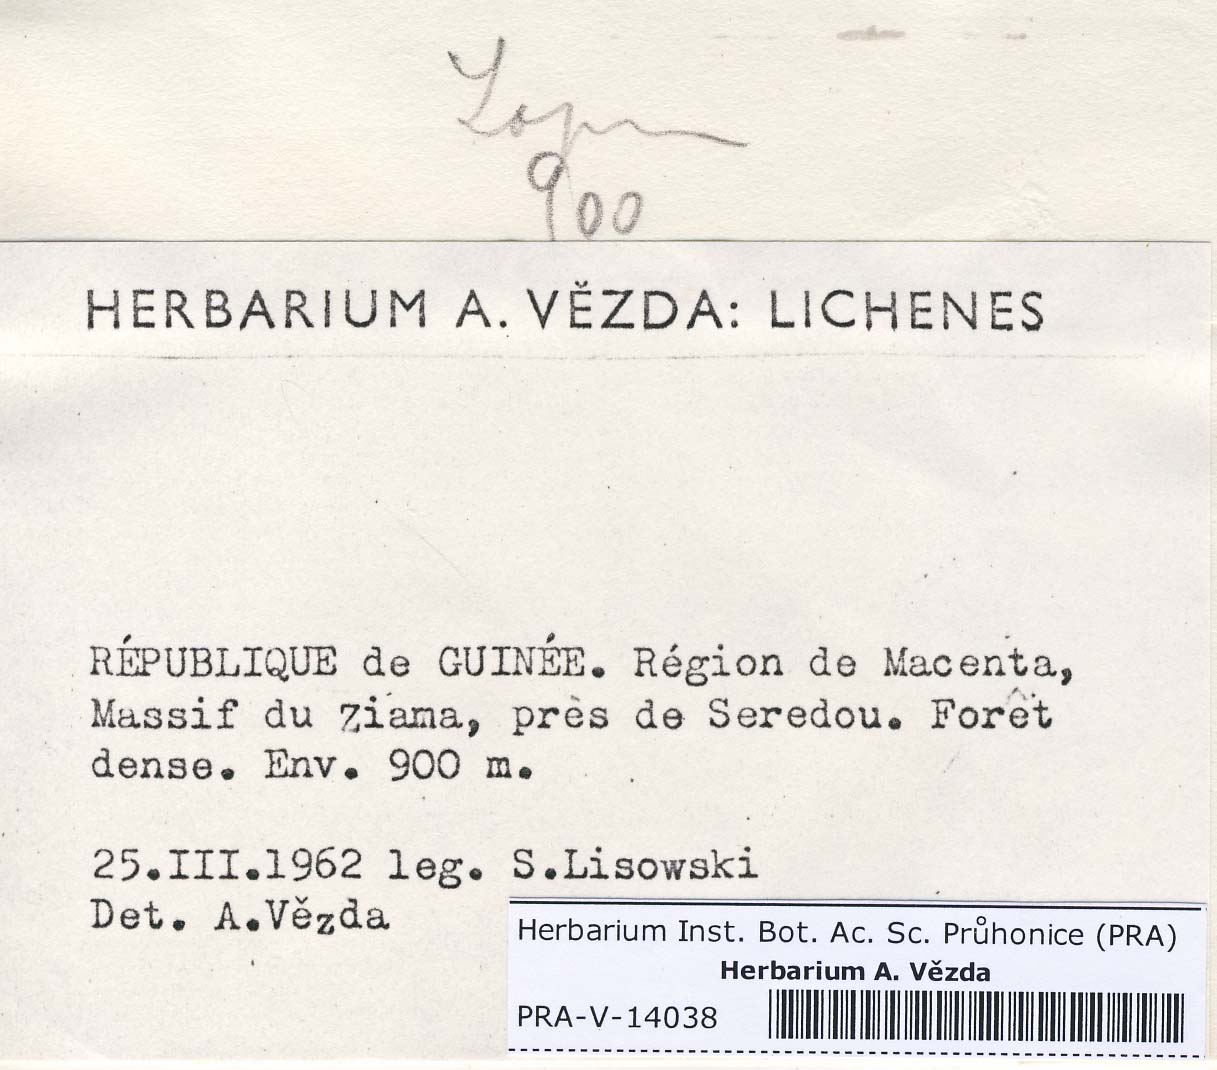 900
HERBARIUM A. VĚZDA: LICHENES
RÉPUBLIQUE de GUINÉE. Région de Macenta,
Massif du Ziama, près de Seredou. Forêt
dense. Env. 900 m.
25.III.1962 leg. S.Lisowski
Det. A.Vězda
Herbarium Inst. Bot. Ac. Sc. Průhonice (PRA)
Herbarium A. Vězda
PRA-V-14038